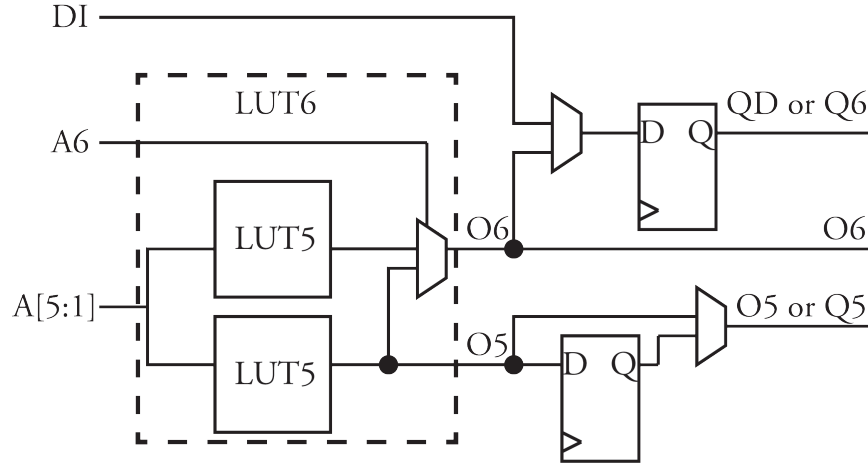 DI
LUT6
QD or Q6
A6
D
Q
LUT5
O6
O6
A[5:1]
O5 or Q5
LUT5
O5
D
Q